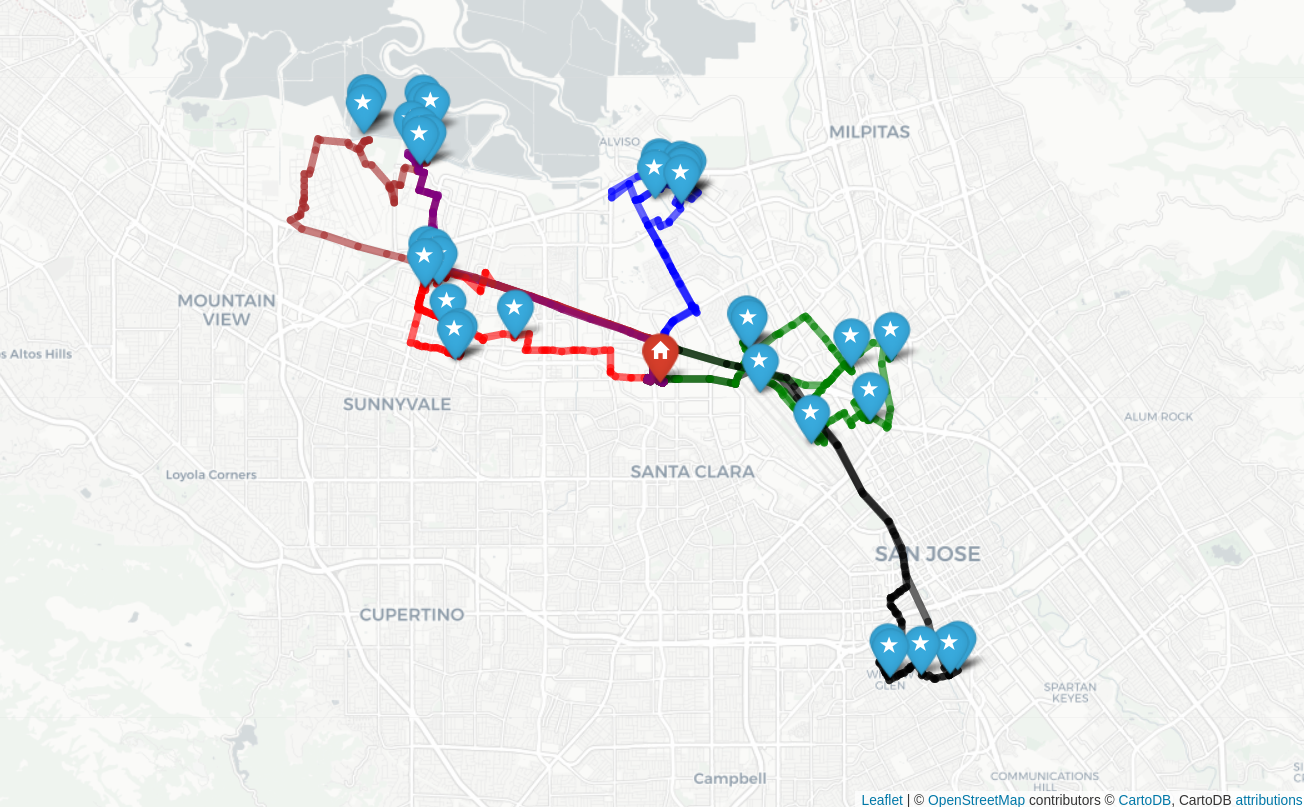 ALVISO
MILPITAS
MOUNTAIN
VIEW
os Altos Hills
SUNNYVALE
ALUM ROCK
Loyola Corners
SANTA CLARA
SAN JOSE
CUPERTINO
GLEN
SPARTAN
KEYES
Campbell
COMMUNICATIONS
HILL
Leaflet | © OpenStreetMap contributors © CartoDB, CartoDB attributions